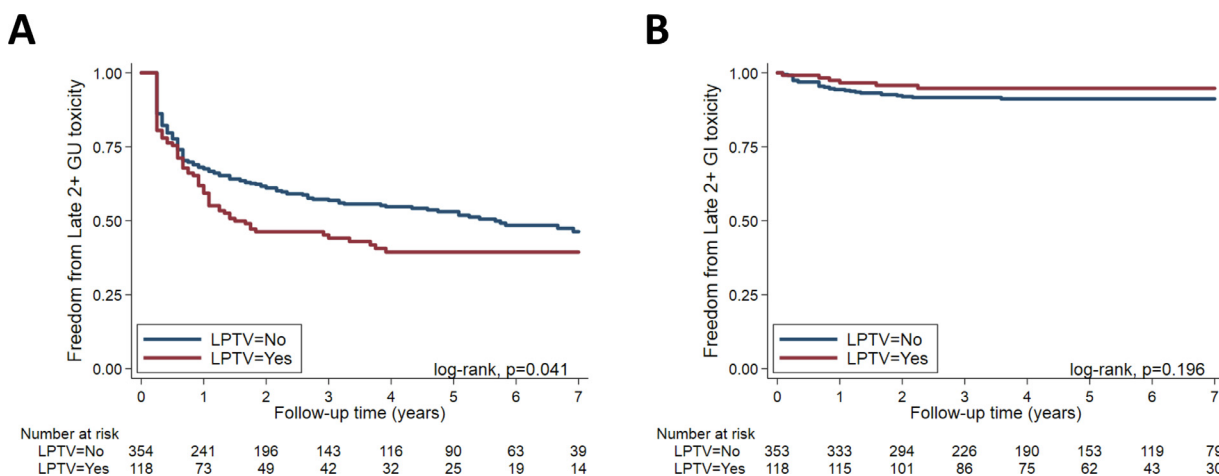 A
Freedom from Late 2+ GU toxicity
1.00
0.75
0.50
0.25
0.00
LPTV=No
LPTV=Yes
log-rank, p=0.041
0 1 2 3 4 5 6 7
Follow-up time (years)
Number at risk
LPTV=No 354 241 196 143 116 90 63 39
LPTV=Yes 118 73 49 42 32 25 19 14
B
Freedom from Late 2+ GI toxicity
1.00
0.75
0.50
0.25
0.00
LPTV=No
LPTV=Yes
log-rank, p=0.196
0 1 2 3 4 5 6 7
Follow-up time (years)
Number at risk
LPTV=No 353 333 294 226 190 153 119 79
LPTV=Yes 118 115 101 86 75 62 43